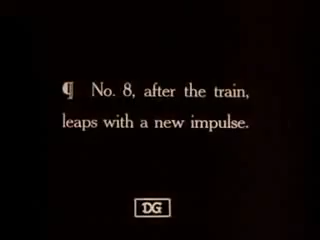 ¶ No. 8, after the train,
leaps with a new impulse.
DG